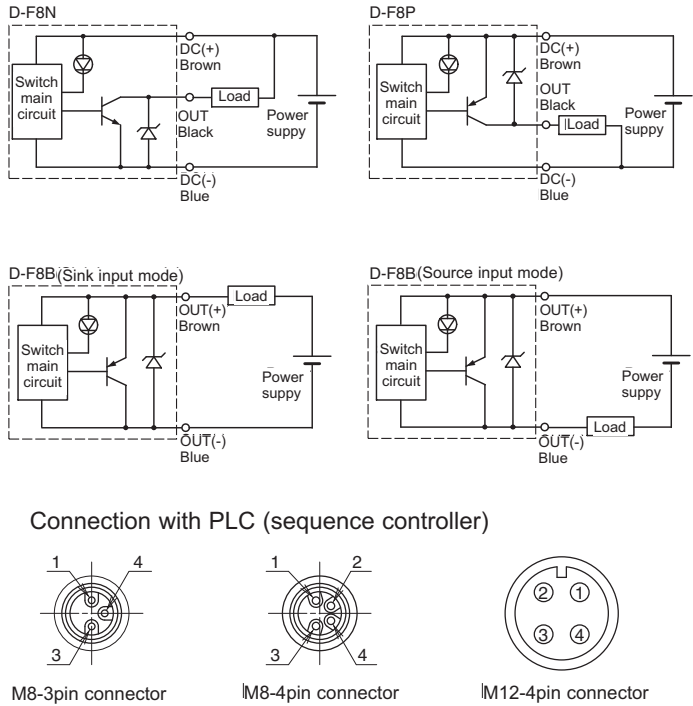 D-F8N
DC(+)
Brown
Switch
main
circuit
Load
OUT
Black
Power
suppy
DC(-)
Blue
D-F8P
DC(+)
Brown
Switch
main
circuit
OUT
Black
Load
Power
suppy
DC(-)
Blue
D-F8B(Sink input mode)
Load
OUT(+)
Brown
Switch
main
circuit
Power
suppy
OUT(-)
Blue
D-F8B(Source input mode)
OUT(+)
Brown
Switch
main
circuit
Power
suppy
Load
OUT(-)
Blue
Connection with PLC (sequence controller)
1 4
3
M8-3pin connector
1 2
3 4
M8-4pin connector
2 1
3 4
M12-4pin connector